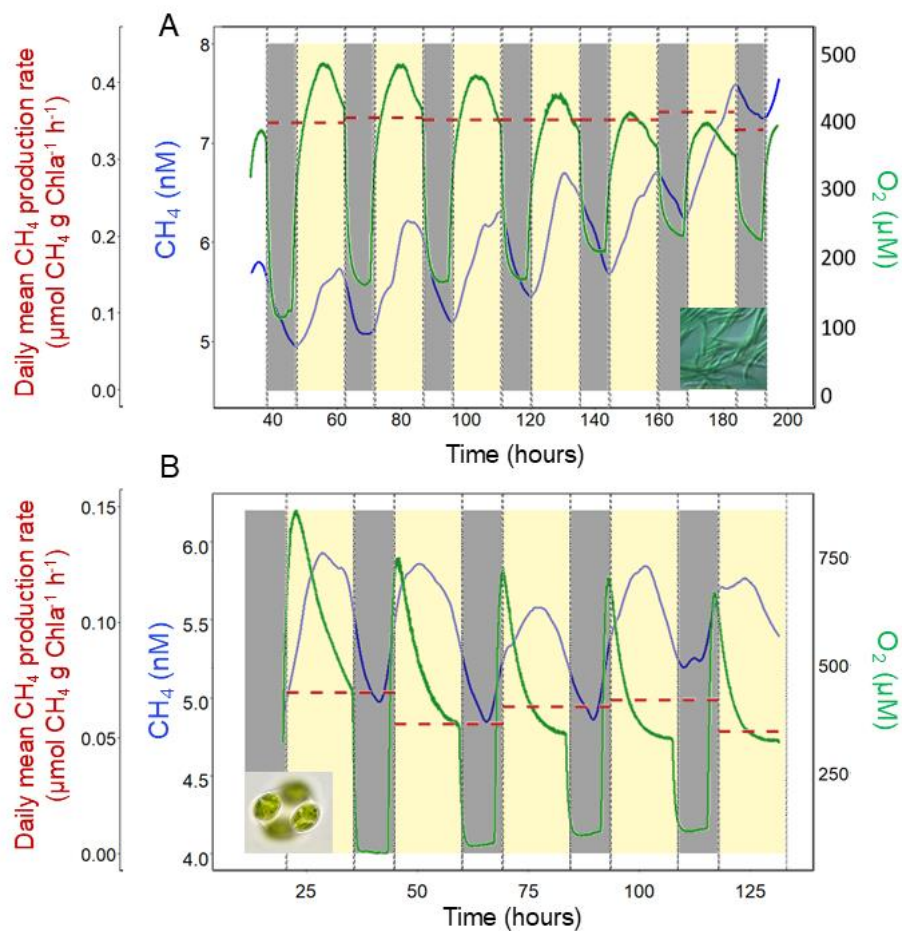 A
Daily mean CH₄ production rate
(µmol CH₄ g Chla⁻¹ h⁻¹)
0.4
0.3
0.2
0.1
0.0
CH₄ (nM)
8
7
6
5
O₂ (µM)
500
400
300
200
100
0
40 60 80 100 120 140 160 180 200
Time (hours)
B
Daily mean CH₄ production rate
(µmol CH₄ g Chla⁻¹ h⁻¹)
0.15
0.10
0.05
0.00
CH₄ (nM)
6.0
5.5
5.0
4.5
4.0
O₂ (µM)
750
500
250
25 50 75 100 125
Time (hours)